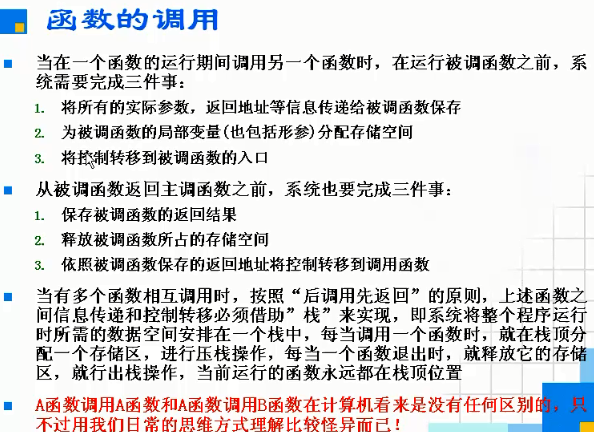 函数的调用
当在一个函数的运行期间调用另一个函数时，在运行被调函数之前，系
统需要完成三件事：
1. 将所有的实际参数，返回地址等信息传递给被调函数保存
2. 为被调函数的局部变量(也包括形参)分配存储空间
3. 将控制转移到被调函数的入口
从被调函数返回主调函数之前，系统也要完成三件事：
1. 保存被调函数的返回结果
2. 释放被调函数所占的存储空间
3. 依照被调函数保存的返回地址将控制转移到调用函数
当有多个函数相互调用时，按照“后调用先返回”的原则，上述函数之
间信息传递和控制转移必须借助”栈”来实现，即系统将整个程序运行
时所需的数据空间安排在一个栈中，每当调用一个函数时，就在栈顶分
配一个存储区，进行压栈操作，每当一个函数退出时，就释放它的存储
区，就行出栈操作，当前运行的函数永远都在栈顶位置
A函数调用A函数和A函数调用B函数在计算机看来是没有任何区别的，只
不过用我们日常的思维方式理解比较怪异而已！